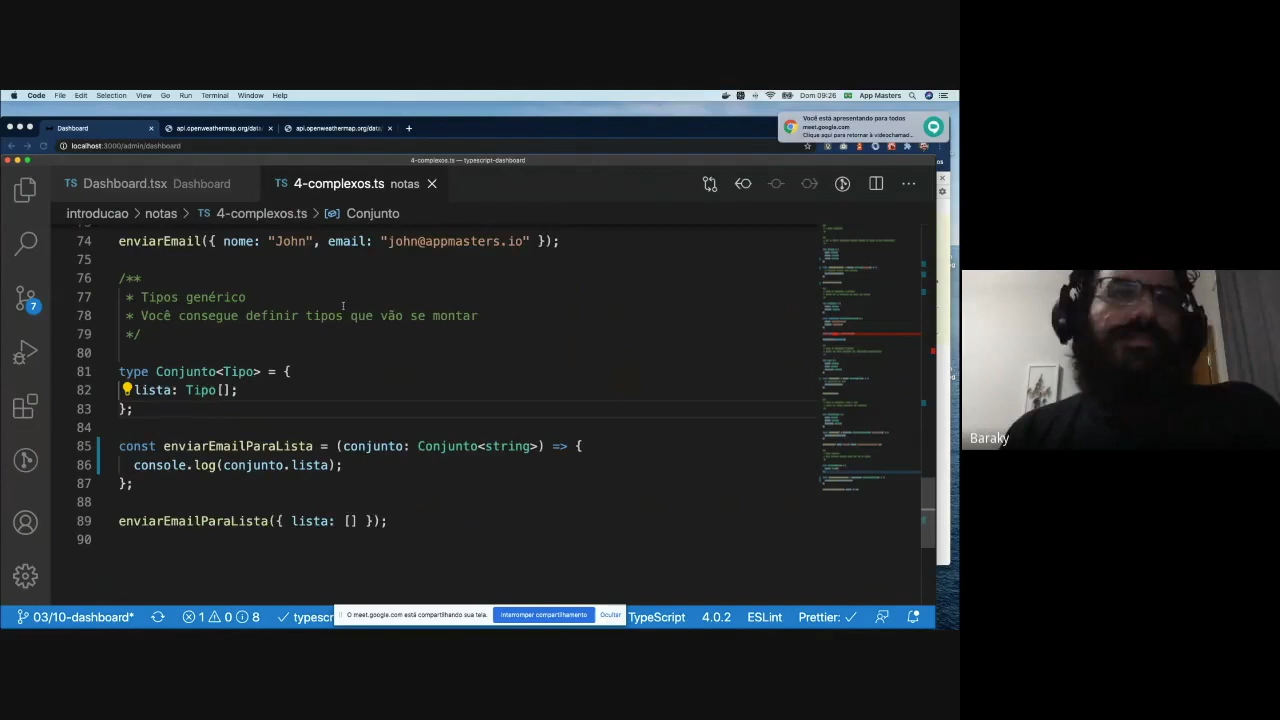 Code File Edit Selection View Go Run Terminal Window Help Dom 09:26 App Masters
Dashboard × api.openweathermap.org/data × api.openweathermap.org/data × +
Você está apresentando para todos
meet.google.com
Clique aqui para retornar à videochamad...
localhost:3000/admin/dashboard
4-complexos.ts — typescript-dashboard
TS Dashboard.tsx Dashboard TS 4-complexos.ts notas ×
introducao > notas > TS 4-complexos.ts > Conjunto
74 enviarEmail({ nome: "John", email: "john@appmasters.io" });
75
76 /**
77 * Tipos genérico
78 * Você consegue definir tipos que vão se montar
79 */
80
81 type Conjunto<Tipo> = {
82 lista: Tipo[];
83 };
84
85 const enviarEmailParaLista = (conjunto: Conjunto<string>) => {
86 console.log(conjunto.lista);
87 };
88
89 enviarEmailParaLista({ lista: [] });
90
7
Baraky
03/10-dashboard* 1 0 8 typescr
O meet.google.com está compartilhando sua tela. Interromper compartilhamento Ocultar
TypeScript 4.0.2 ESLint Prettier: ✓